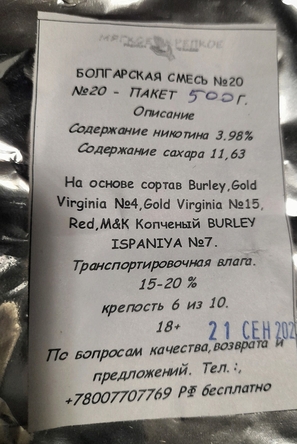 БОЛГАРСКАЯ СМЕСЬ №20
№20 - ПАКЕТ 500г.
Описание
Содержание никотина 3.98%
Содержание сахара 11,63
На основе сортав Burley,Gold
Virginia №4,Gold Virginia №15,
Red,M&K Копченый BURLEY
ISPANIYA №7.
Транспортировочная влага.
15-20 %
крепость 6 из 10.
18+
21 СЕН 202
По вопросам качества,возврата и
предложений. Тел.:,
+78007707769 РФ бесплатно